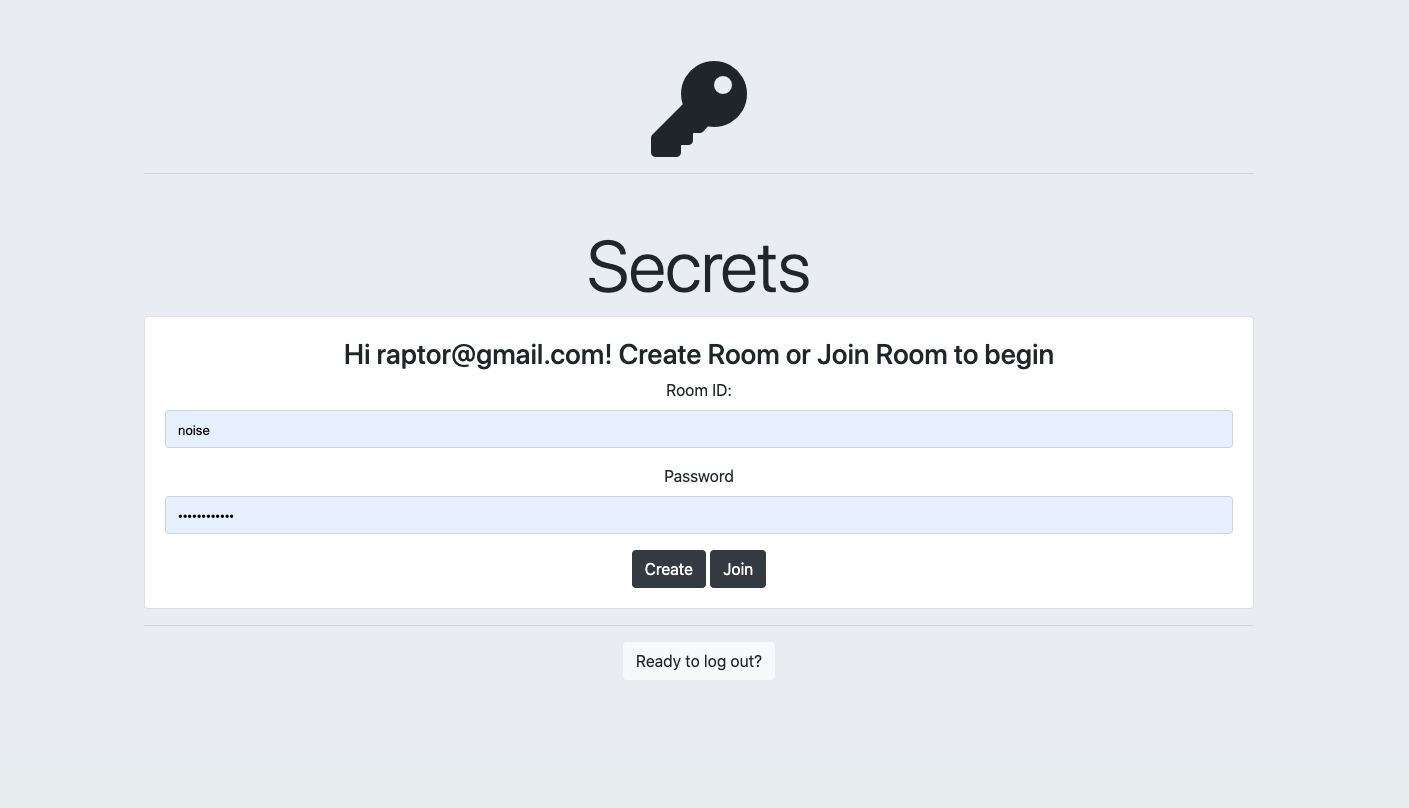 Secrets
Hi raptor@gmail.com! Create Room or Join Room to begin
Room ID:
noise
Password
••••••••••••
Create Join
Ready to log out?